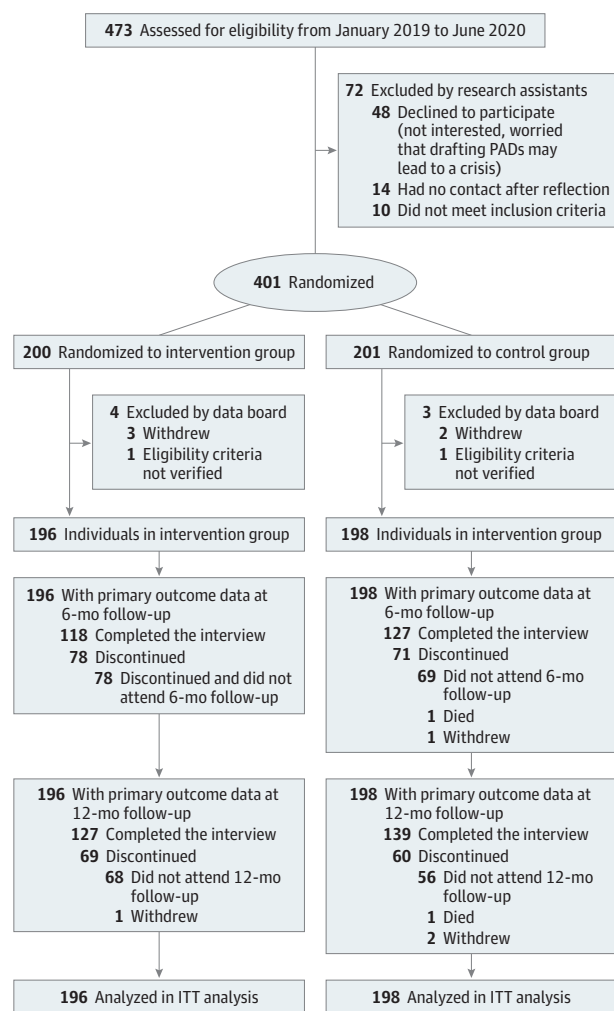 473 Assessed for eligibility from January 2019 to June 2020
72 Excluded by research assistants
48 Declined to participate
(not interested, worried
that drafting PADs may
lead to a crisis)
14 Had no contact after reflection
10 Did not meet inclusion criteria
401 Randomized
200 Randomized to intervention group
201 Randomized to control group
4 Excluded by data board
3 Withdrew
1 Eligibility criteria
not verified
3 Excluded by data board
2 Withdrew
1 Eligibility criteria
not verified
196 Individuals in intervention group
198 Individuals in intervention group
196 With primary outcome data at
6-mo follow-up
118 Completed the interview
78 Discontinued
78 Discontinued and did not
attend 6-mo follow-up
198 With primary outcome data at
6-mo follow-up
127 Completed the interview
71 Discontinued
69 Did not attend 6-mo
follow-up
1 Died
1 Withdrew
196 With primary outcome data at
12-mo follow-up
127 Completed the interview
69 Discontinued
68 Did not attend 12-mo
follow-up
1 Withdrew
198 With primary outcome data at
12-mo follow-up
139 Completed the interview
60 Discontinued
56 Did not attend 12-mo
follow-up
1 Died
2 Withdrew
196 Analyzed in ITT analysis
198 Analyzed in ITT analysis